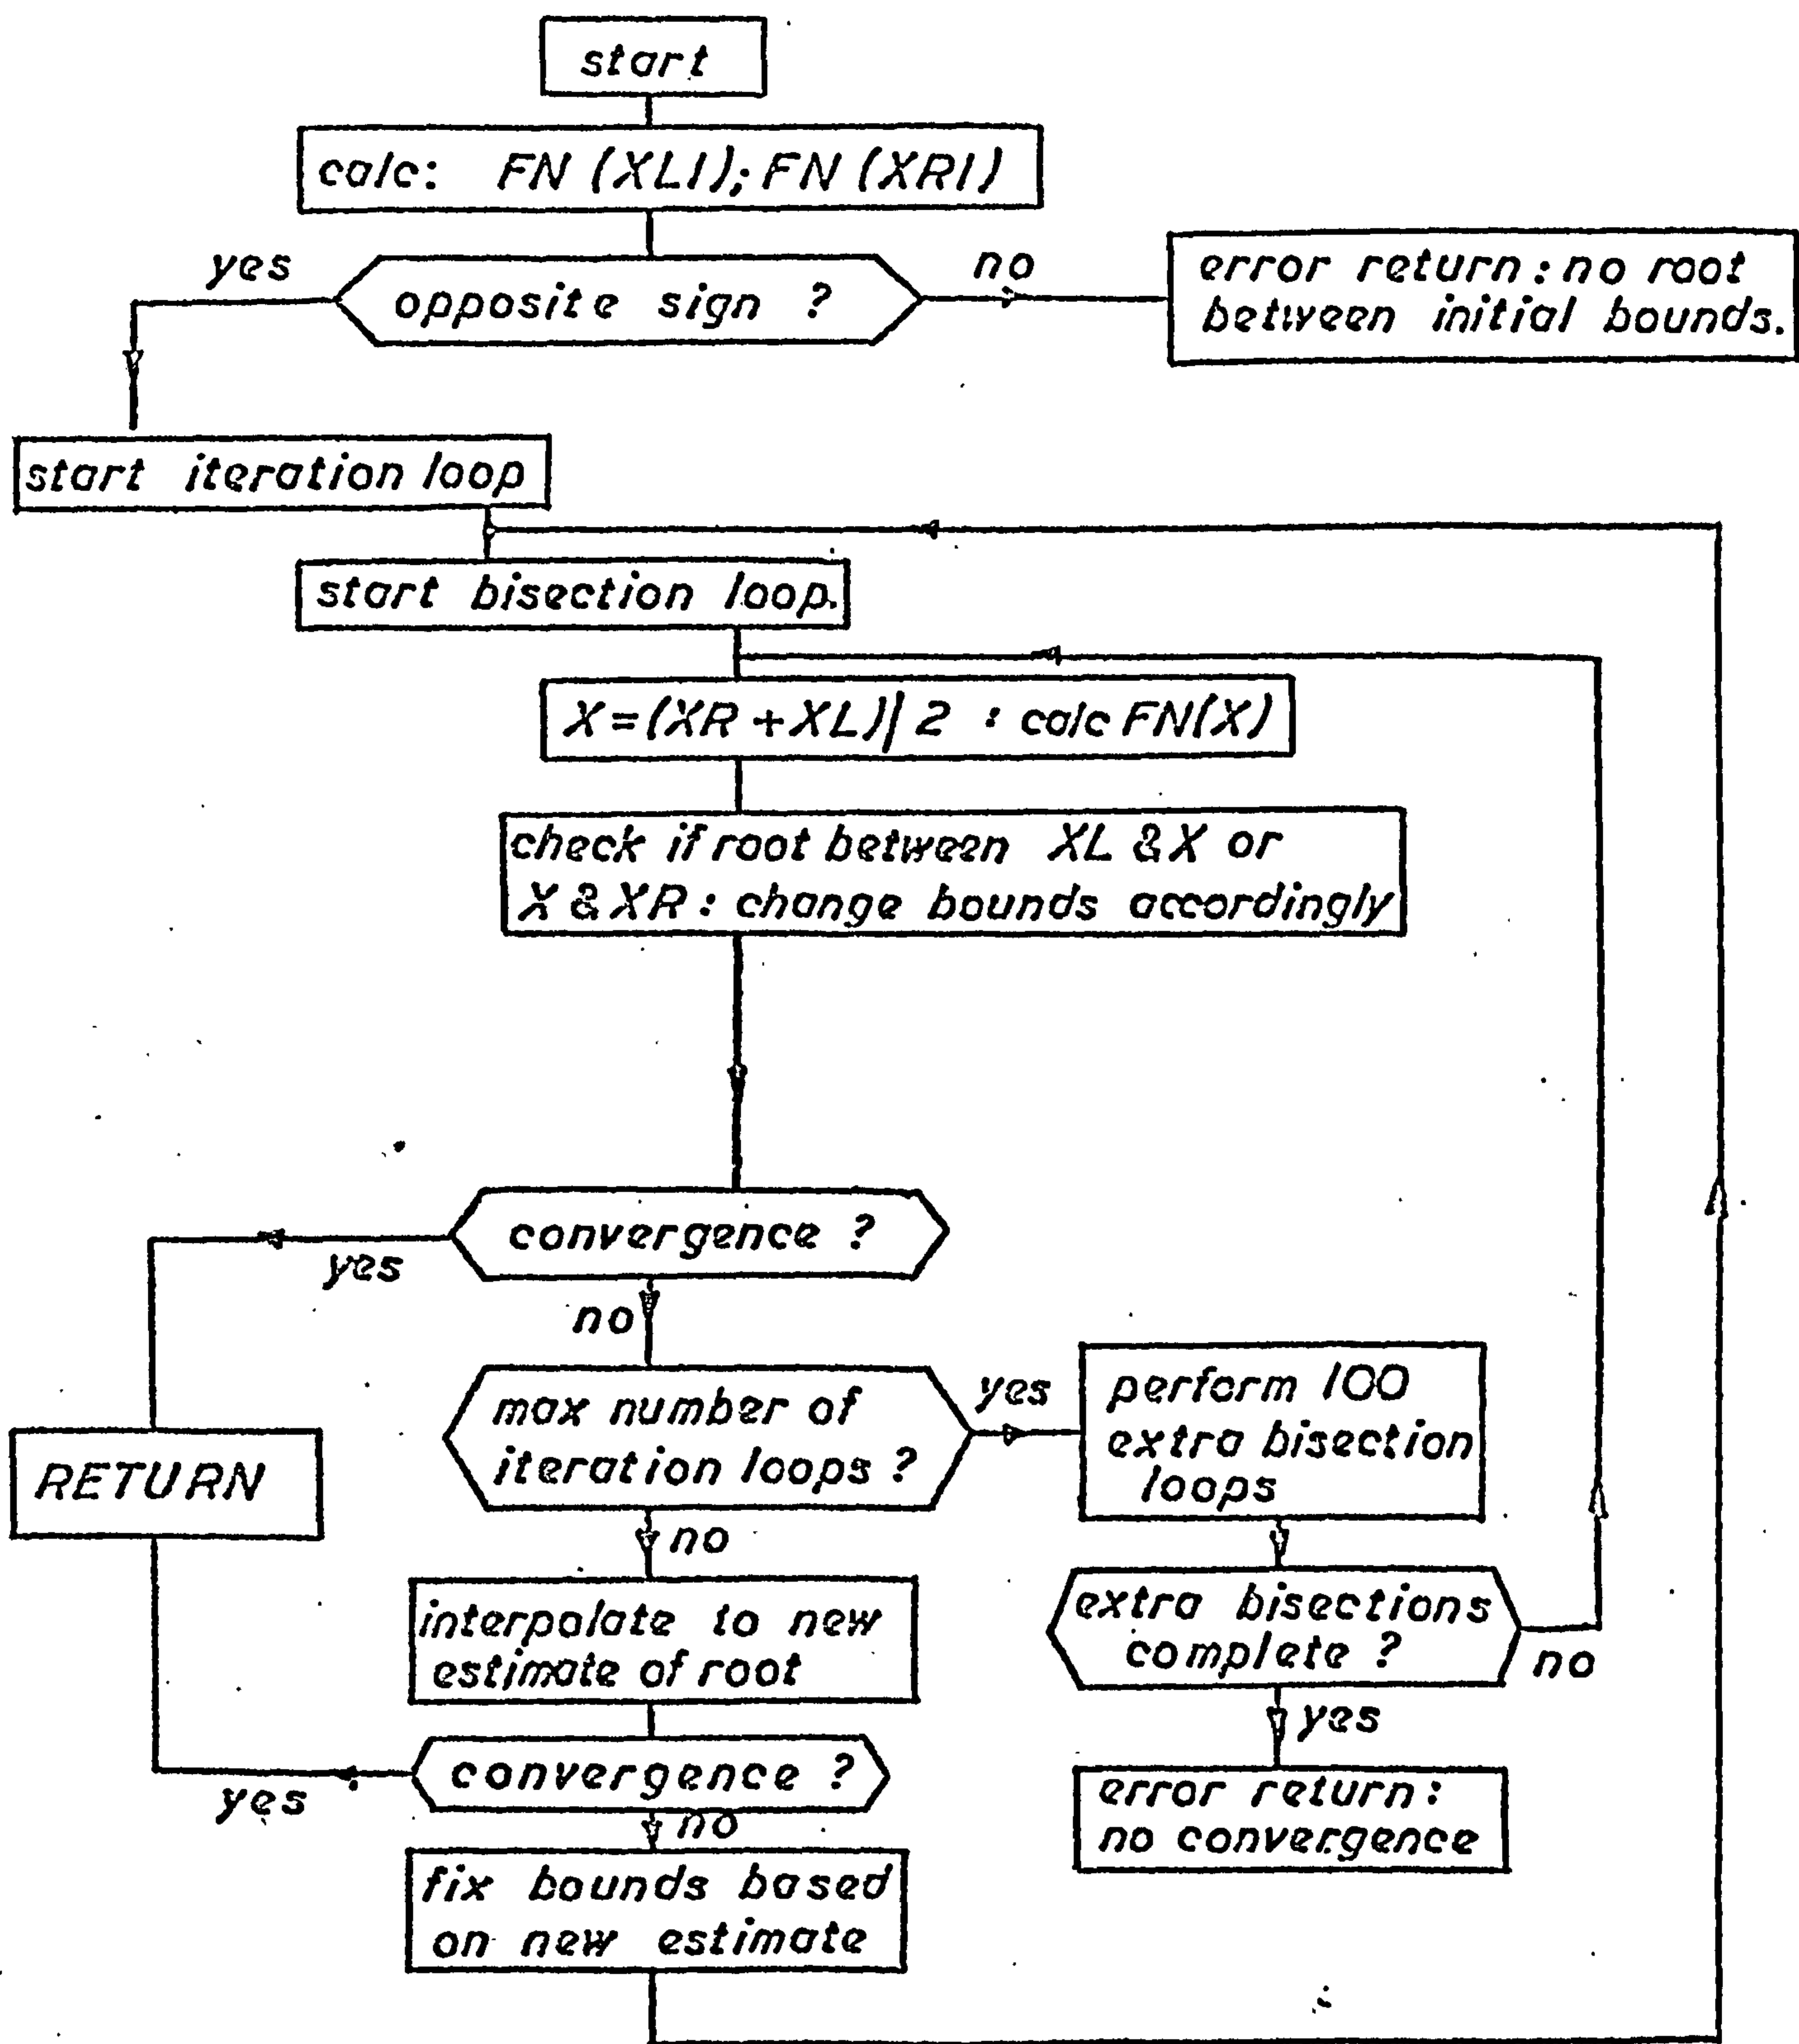 start
calc: FN (XLI); FN (XRI)
yes
opposite sign ?
no
error return : no root
between initial bounds.
start iteration loop
start bisection loop.
X = (XR + XL)| 2 : calc FN(X)
check if root between XL & X or
X & XR : change bounds accordingly
convergence ?
yes
no
max number of
iteration loops ?
yes
perform 100
extra bisection
loops
RETURN
no
interpolate to new
estimate of root
extra bisections
complete ?
no
yes
convergence ?
yes
no
error return :
no convergence
fix bounds based
on new estimate